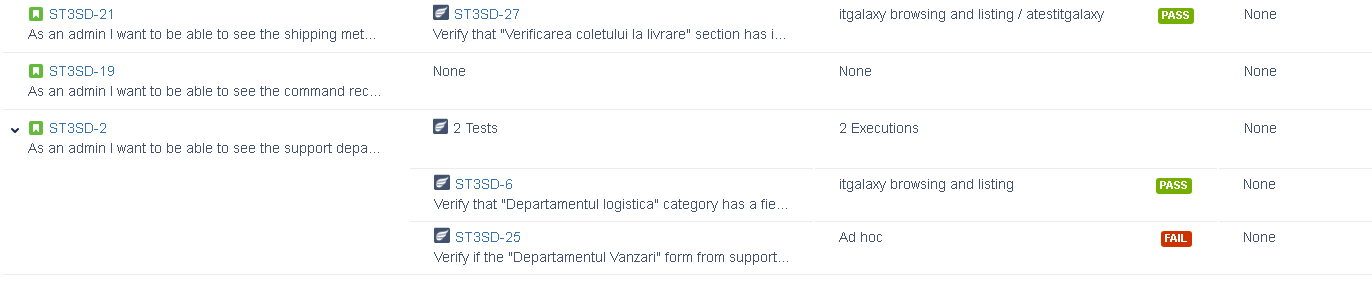 ST3SD-21 ST3SD-27 itgalaxy browsing and listing / atestitgalaxy PASS None
As an admin I want to be able to see the shipping met... Verify that "Verificarea coletului la livrare" section has i...
ST3SD-19 None None None
As an admin I want to be able to see the command rec...
ST3SD-2 2 Tests 2 Executions None
As an admin I want to be able to see the support depa...
ST3SD-6 itgalaxy browsing and listing PASS None
Verify that "Departamentul logistica" category has a fie...
ST3SD-25 Ad hoc FAIL None
Verify if the "Departamentul Vanzari" form from support...